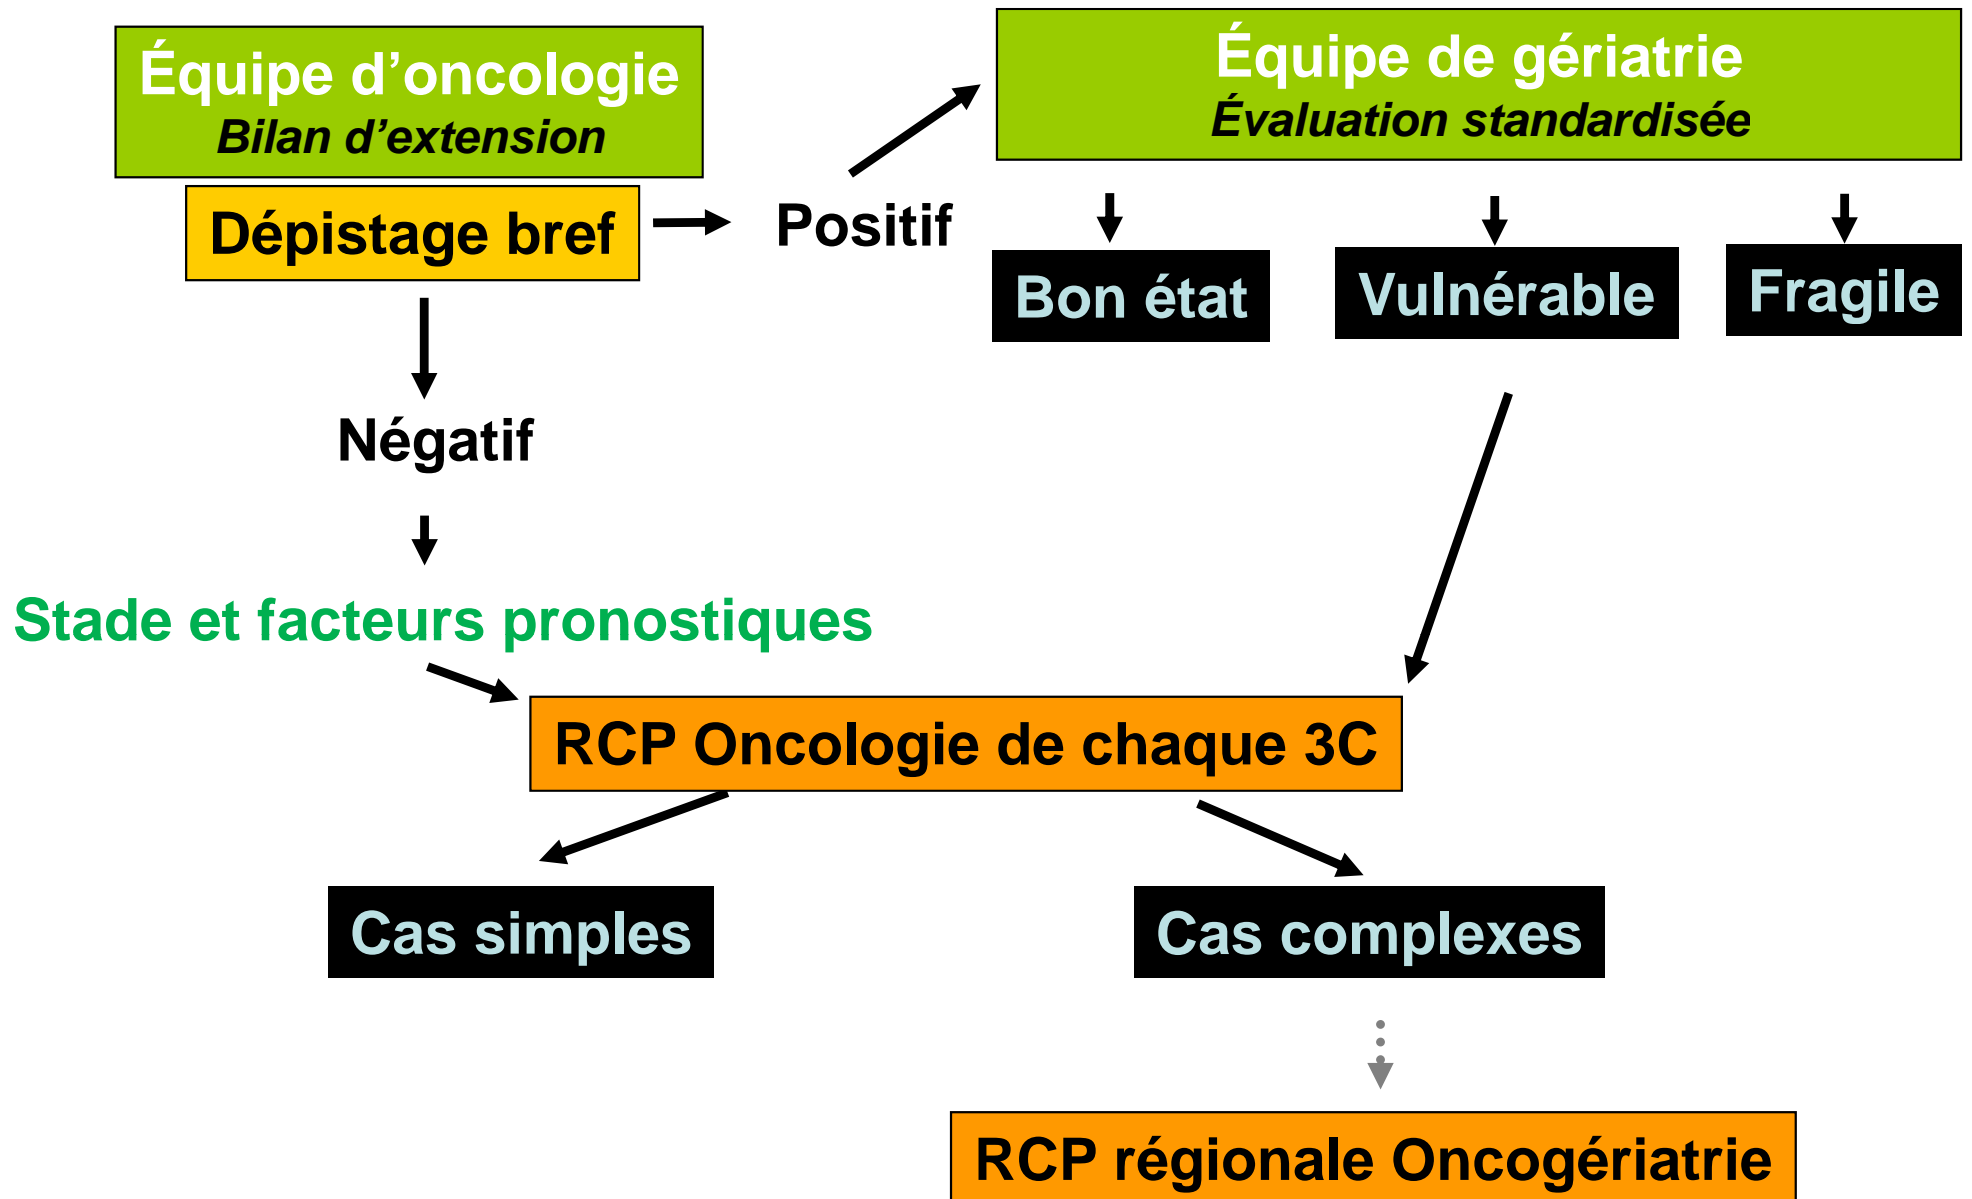 Équipe d’oncologie
Bilan d’extension
Équipe de gériatrie
Évaluation standardisée
Dépistage bref
Positif
Bon état
Vulnérable
Fragile
Négatif
Stade et facteurs pronostiques
RCP Oncologie de chaque 3C
Cas simples
Cas complexes
RCP régionale Oncogériatrie